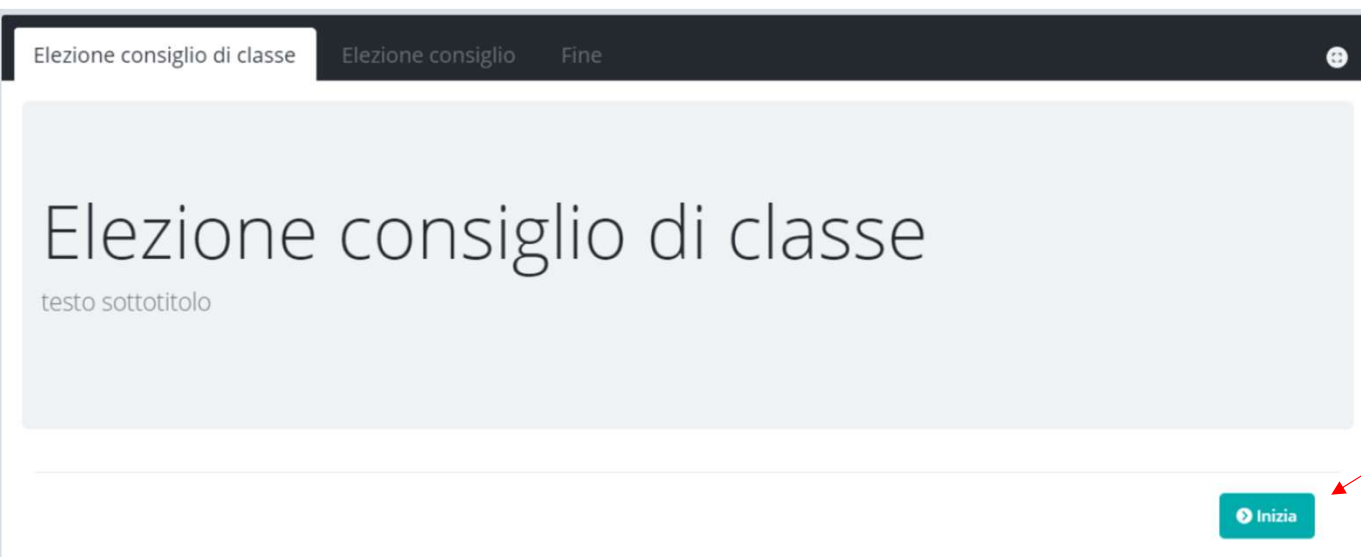 Elezione consiglio di classe Elezione consiglio Fine
Elezione consiglio di classe
testo sottotitolo
Inizia